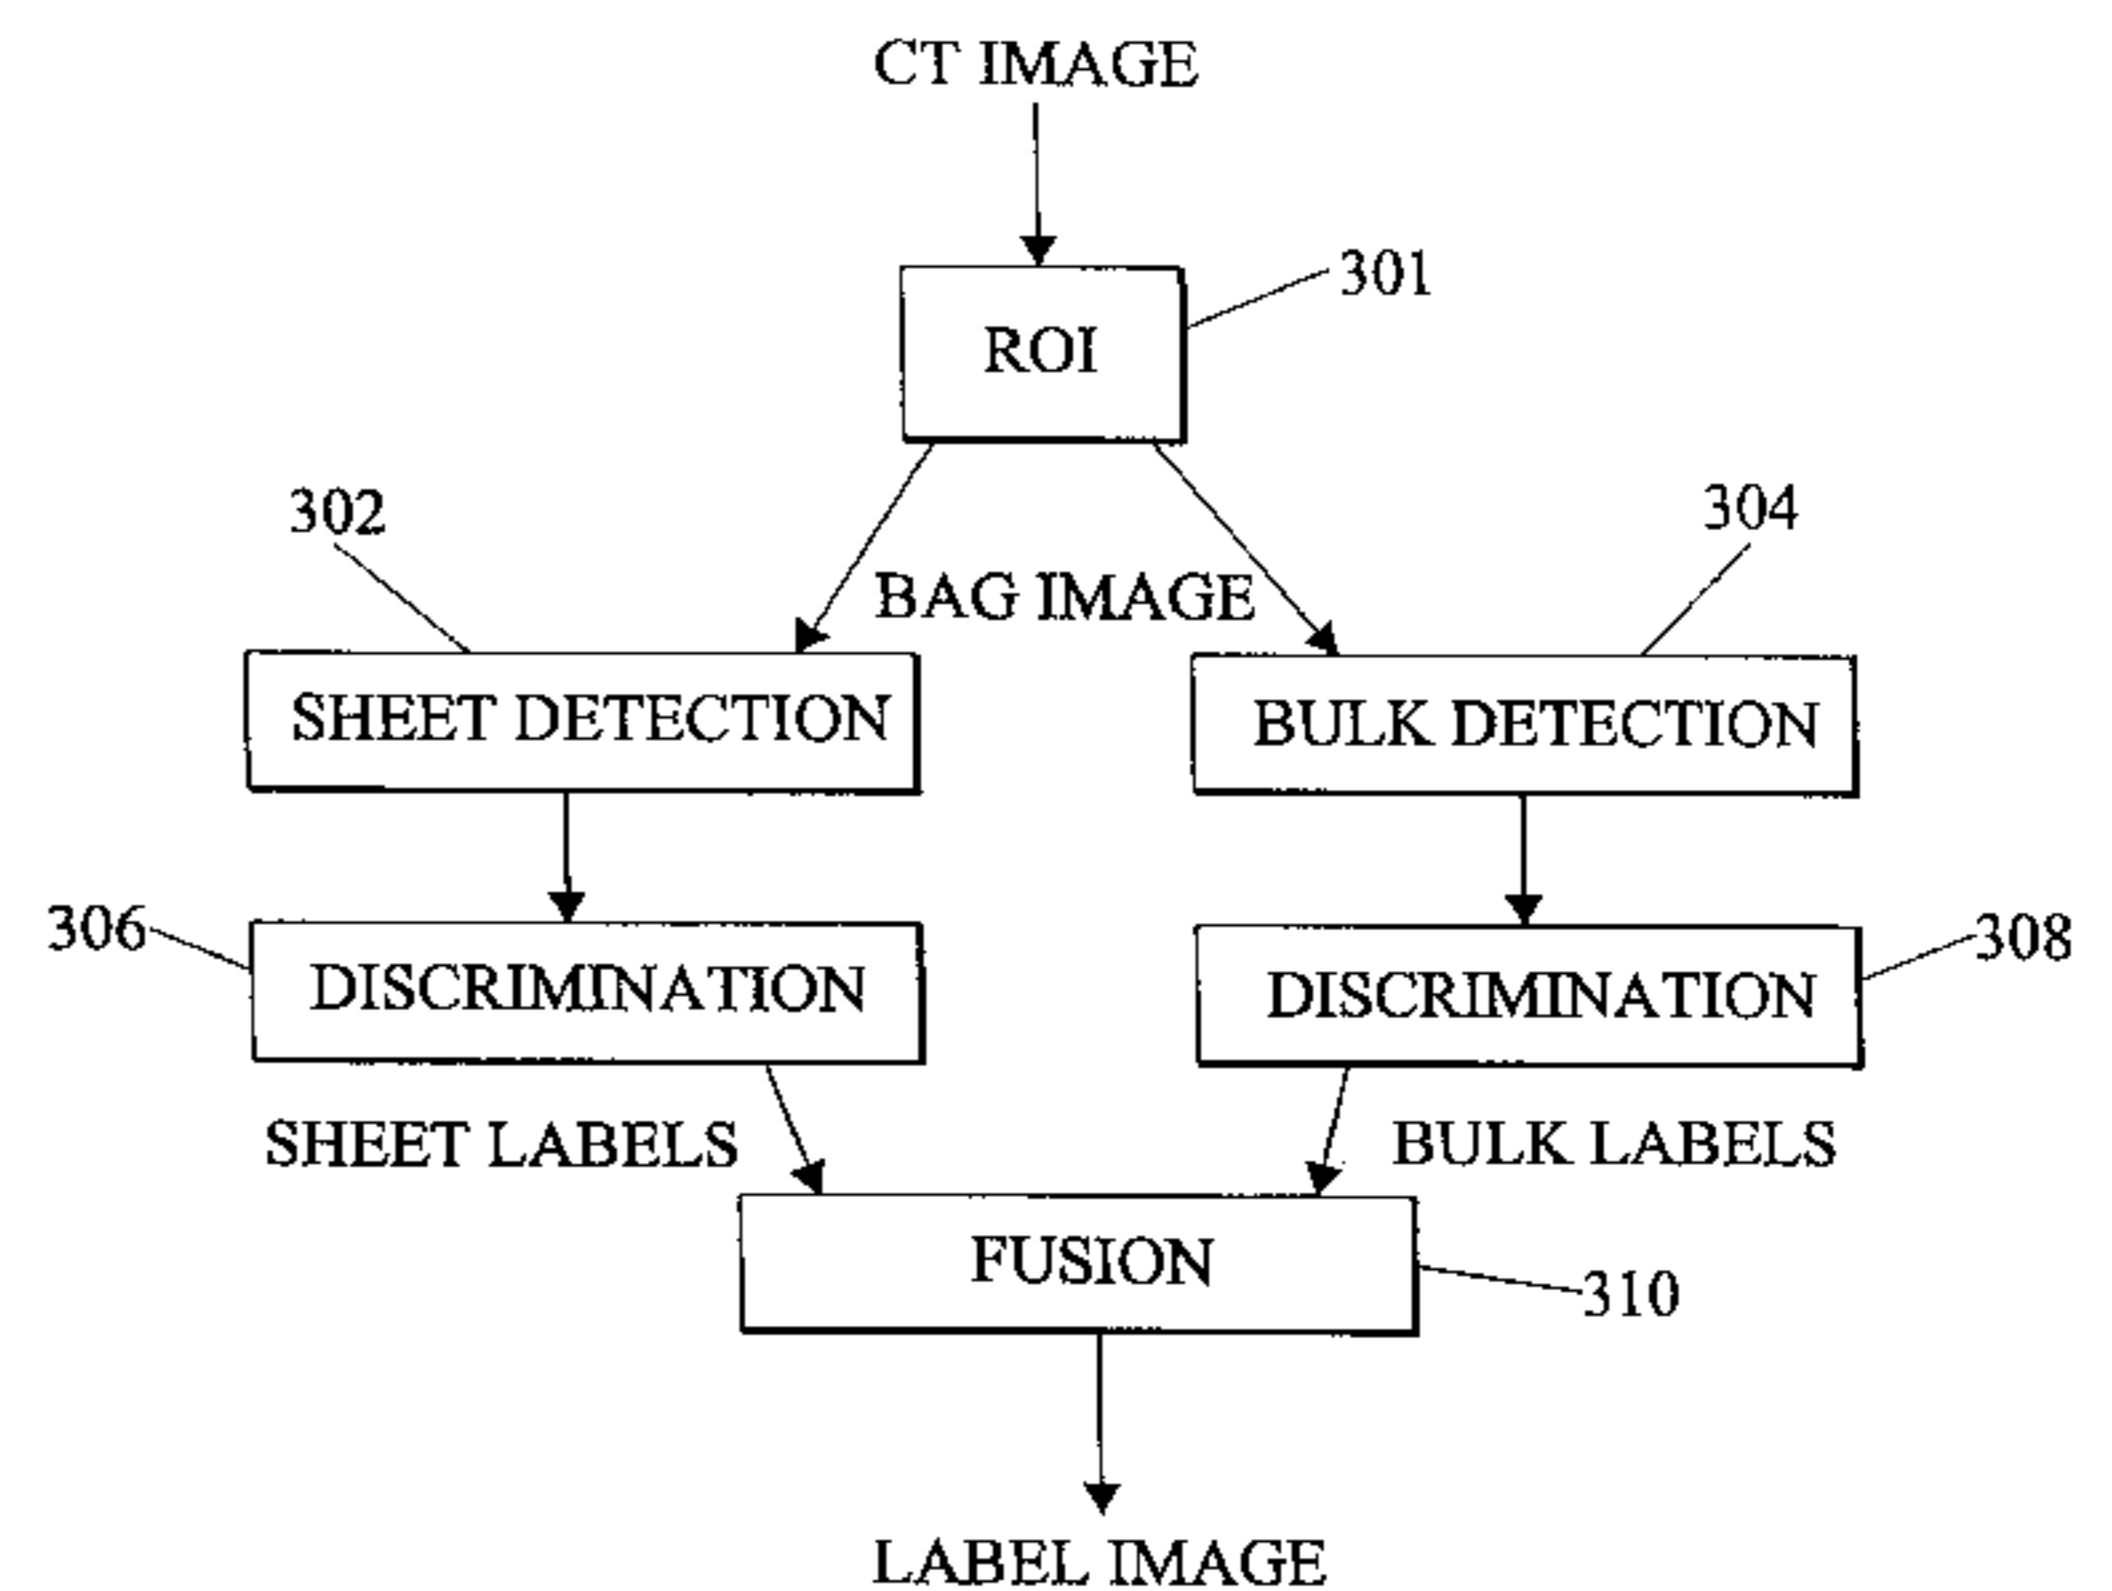 CT IMAGE
301
ROI
302
304
BAG IMAGE
SHEET DETECTION
BULK DETECTION
306
308
DISCRIMINATION
DISCRIMINATION
SHEET LABELS
BULK LABELS
FUSION
310
LABEL IMAGE